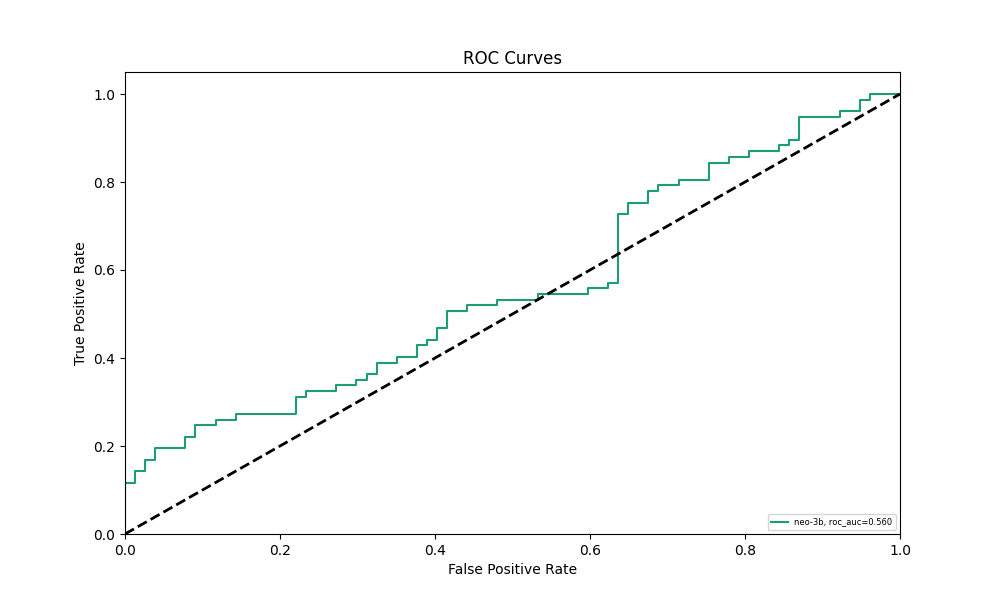 ROC Curves
True Positive Rate
1.0
0.8
0.6
0.4
0.2
0.0
neo-3b, roc_auc=0.560
0.0 0.2 0.4 0.6 0.8 1.0
False Positive Rate